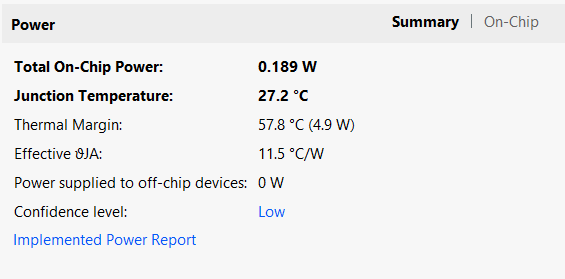 Power
Summary | On-Chip
Total On-Chip Power: 0.189 W
Junction Temperature: 27.2 °C
Thermal Margin: 57.8 °C (4.9 W)
Effective ϑJA: 11.5 °C/W
Power supplied to off-chip devices: 0 W
Confidence level: Low
Implemented Power Report